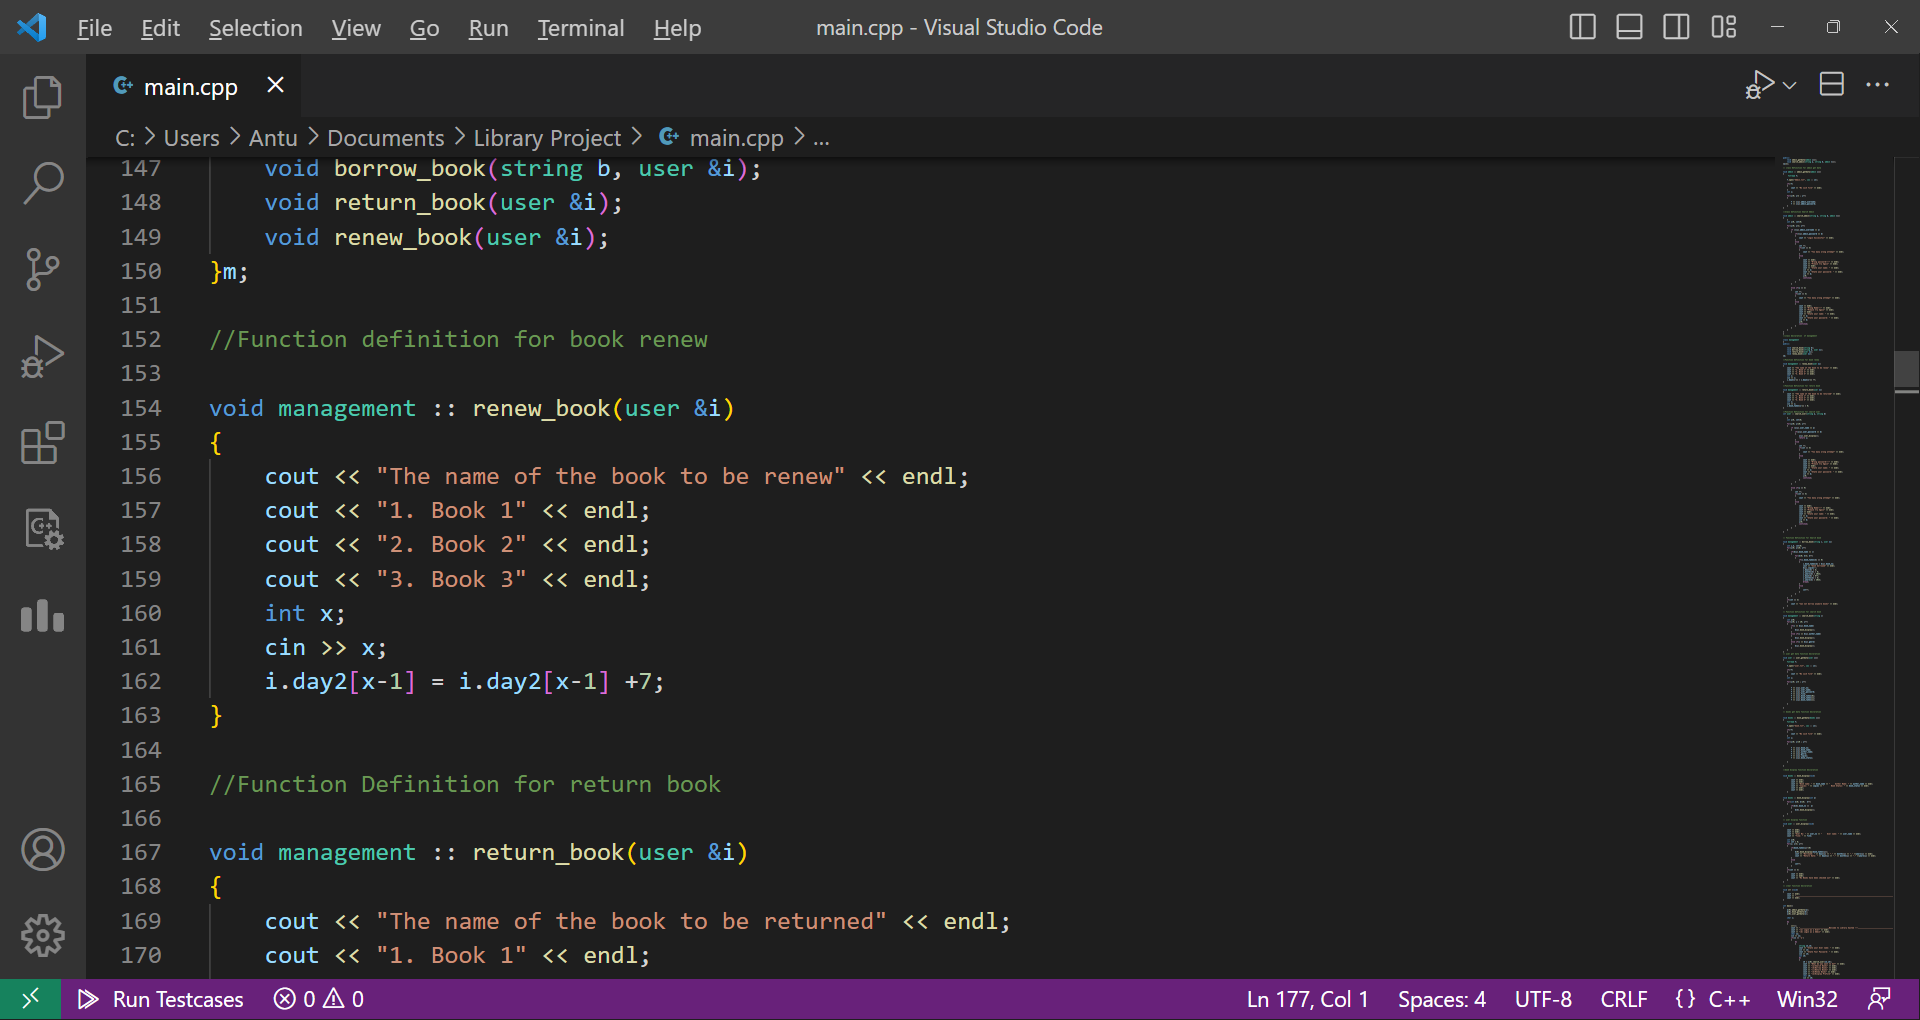 File Edit Selection View Go Run Terminal Help main.cpp - Visual Studio Code
main.cpp
C: > Users > Antu > Documents > Library Project > main.cpp > ...
147 void borrow_book(string b, user &i);
148 void return_book(user &i);
149 void renew_book(user &i);
150 }m;
151
152 //Function definition for book renew
153
154 void management :: renew_book(user &i)
155 {
156 cout << "The name of the book to be renew" << endl;
157 cout << "1. Book 1" << endl;
158 cout << "2. Book 2" << endl;
159 cout << "3. Book 3" << endl;
160 int x;
161 cin >> x;
162 i.day2[x-1] = i.day2[x-1] +7;
163 }
164
165 //Function Definition for return book
166
167 void management :: return_book(user &i)
168 {
169 cout << "The name of the book to be returned" << endl;
170 cout << "1. Book 1" << endl;
Run Testcases 0 0 Ln 177, Col 1 Spaces: 4 UTF-8 CRLF {} C++ Win32